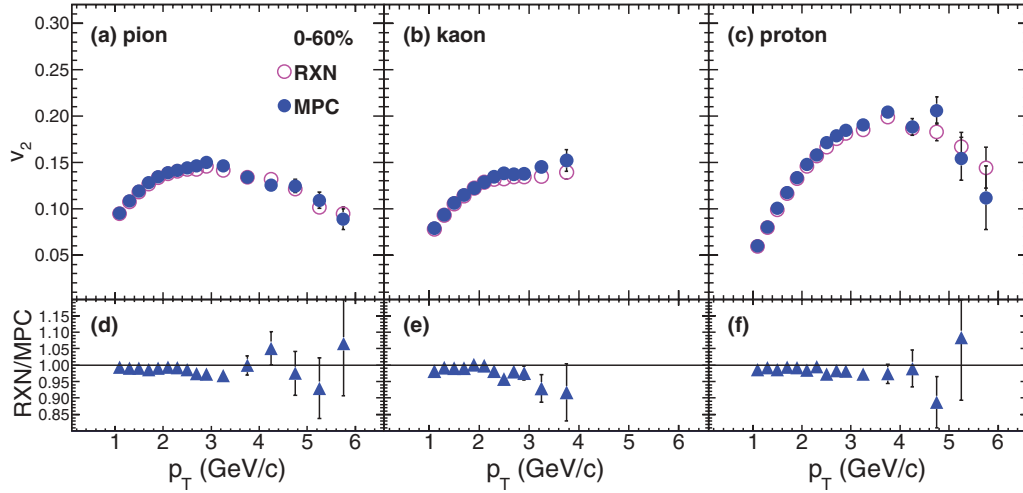 (a) pion
0-60%
RXN
MPC
(b) kaon
(c) proton
v2
0.30
0.25
0.20
0.15
0.10
0.05
(d)
(e)
(f)
RXN/MPC
1.15
1.10
1.05
1.00
0.95
0.90
0.85
1 2 3 4 5 6
1 2 3 4 5 6
1 2 3 4 5 6
pT (GeV/c)
pT (GeV/c)
pT (GeV/c)